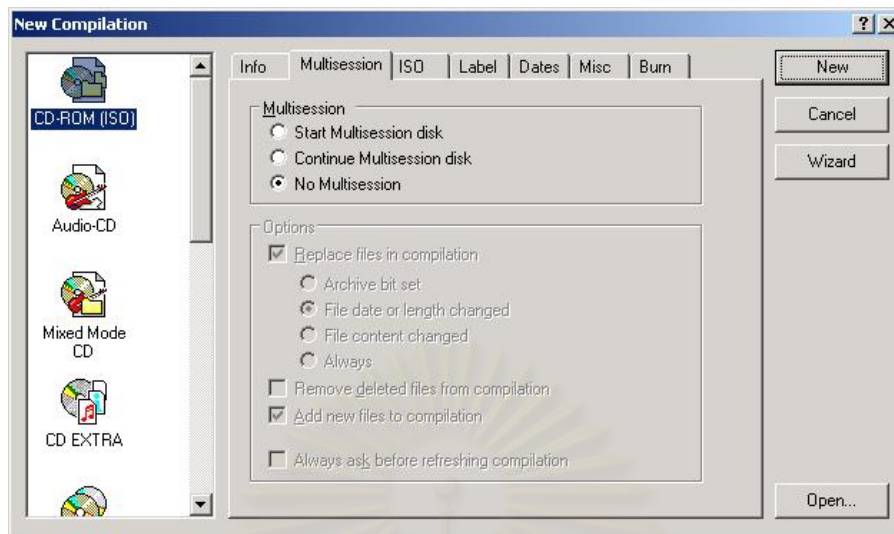 New Compilation
CD-ROM (ISO)
Audio-CD
Mixed Mode
CD
CD EXTRA
Info Multisession ISO Label Dates Misc Burn
Multisession
Start Multisession disk
Continue Multisession disk
No Multisession
Options
Replace files in compilation
Archive bit set
File date or length changed
File content changed
Always
Remove deleted files from compilation
Add new files to compilation
Always ask before refreshing compilation
New
Cancel
Wizard
Open...